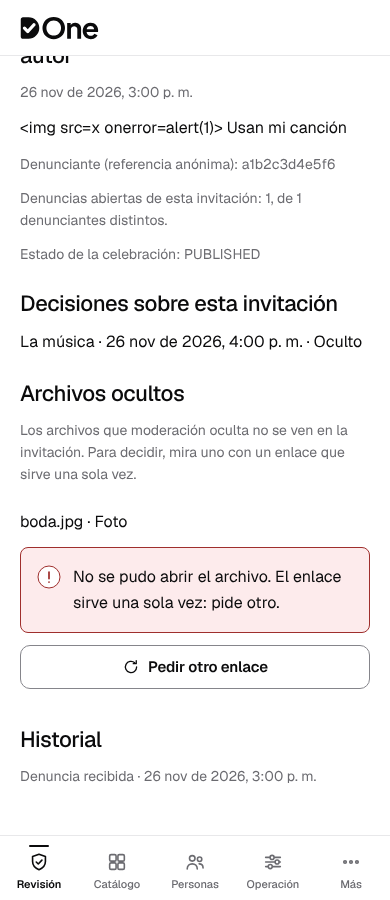 One
autor
26 nov de 2026, 3:00 p. m.
<img src=x onerror=alert(1)> Usan mi canción
Denunciante (referencia anónima): a1b2c3d4e5f6
Denuncias abiertas de esta invitación: 1, de 1
denunciantes distintos.
Estado de la celebración: PUBLISHED
Decisiones sobre esta invitación
La música · 26 nov de 2026, 4:00 p. m. · Oculto
Archivos ocultos
Los archivos que moderación oculta no se ven en la
invitación. Para decidir, mira uno con un enlace que
sirve una sola vez.
boda.jpg · Foto
No se pudo abrir el archivo. El enlace
sirve una sola vez: pide otro.
Pedir otro enlace
Historial
Denuncia recibida · 26 nov de 2026, 3:00 p. m.
Revisión
Catálogo
Personas
Operación
Más